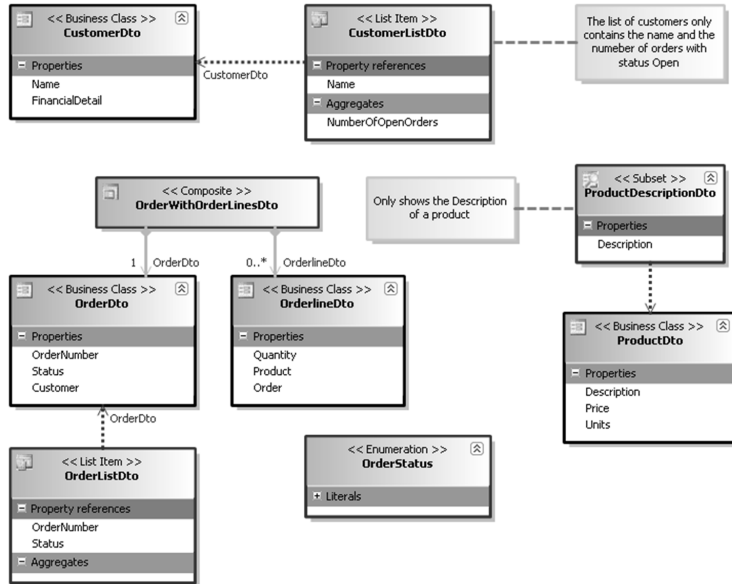 << Business Class >>
CustomerDto
Properties
Name
FinancialDetail
CustomerDto
<< List Item >>
CustomerListDto
Property references
Name
Aggregates
NumberOfOpenOrders
The list of customers only
contains the name and the
numeber of orders with
status Open
<< Composite >>
OrderWithOrderLinesDto
Only shows the Description
of a product
<< Subset >>
ProductDescriptionDto
Properties
Description
1 OrderDto
0..* OrderlineDto
<< Business Class >>
OrderDto
Properties
OrderNumber
Status
Customer
<< Business Class >>
OrderlineDto
Properties
Quantity
Product
Order
<< Business Class >>
ProductDto
Properties
Description
Price
Units
OrderDto
<< List Item >>
OrderListDto
Property references
OrderNumber
Status
Aggregates
<< Enumeration >>
OrderStatus
Literals